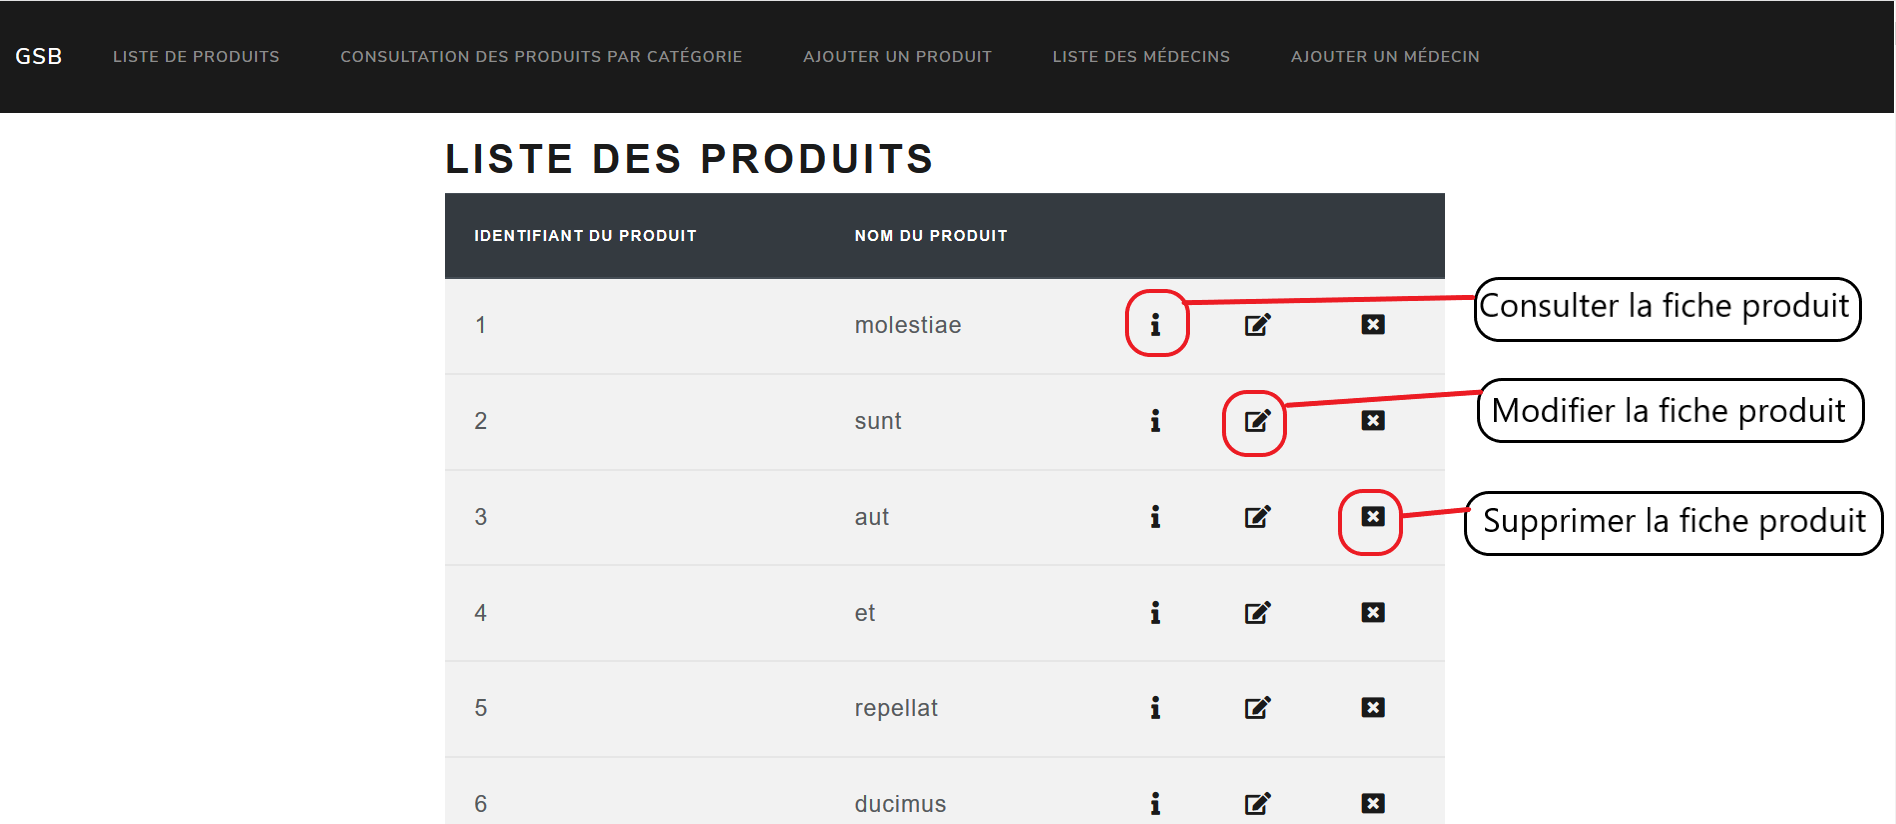 GSB LISTE DE PRODUITS CONSULTATION DES PRODUITS PAR CATÉGORIE AJOUTER UN PRODUIT LISTE DES MÉDECINS AJOUTER UN MÉDECIN
LISTE DES PRODUITS
IDENTIFIANT DU PRODUIT NOM DU PRODUIT
1 molestiae
Consulter la fiche produit
2 sunt
Modifier la fiche produit
3 aut
Supprimer la fiche produit
4 et
5 repellat
6 ducimus